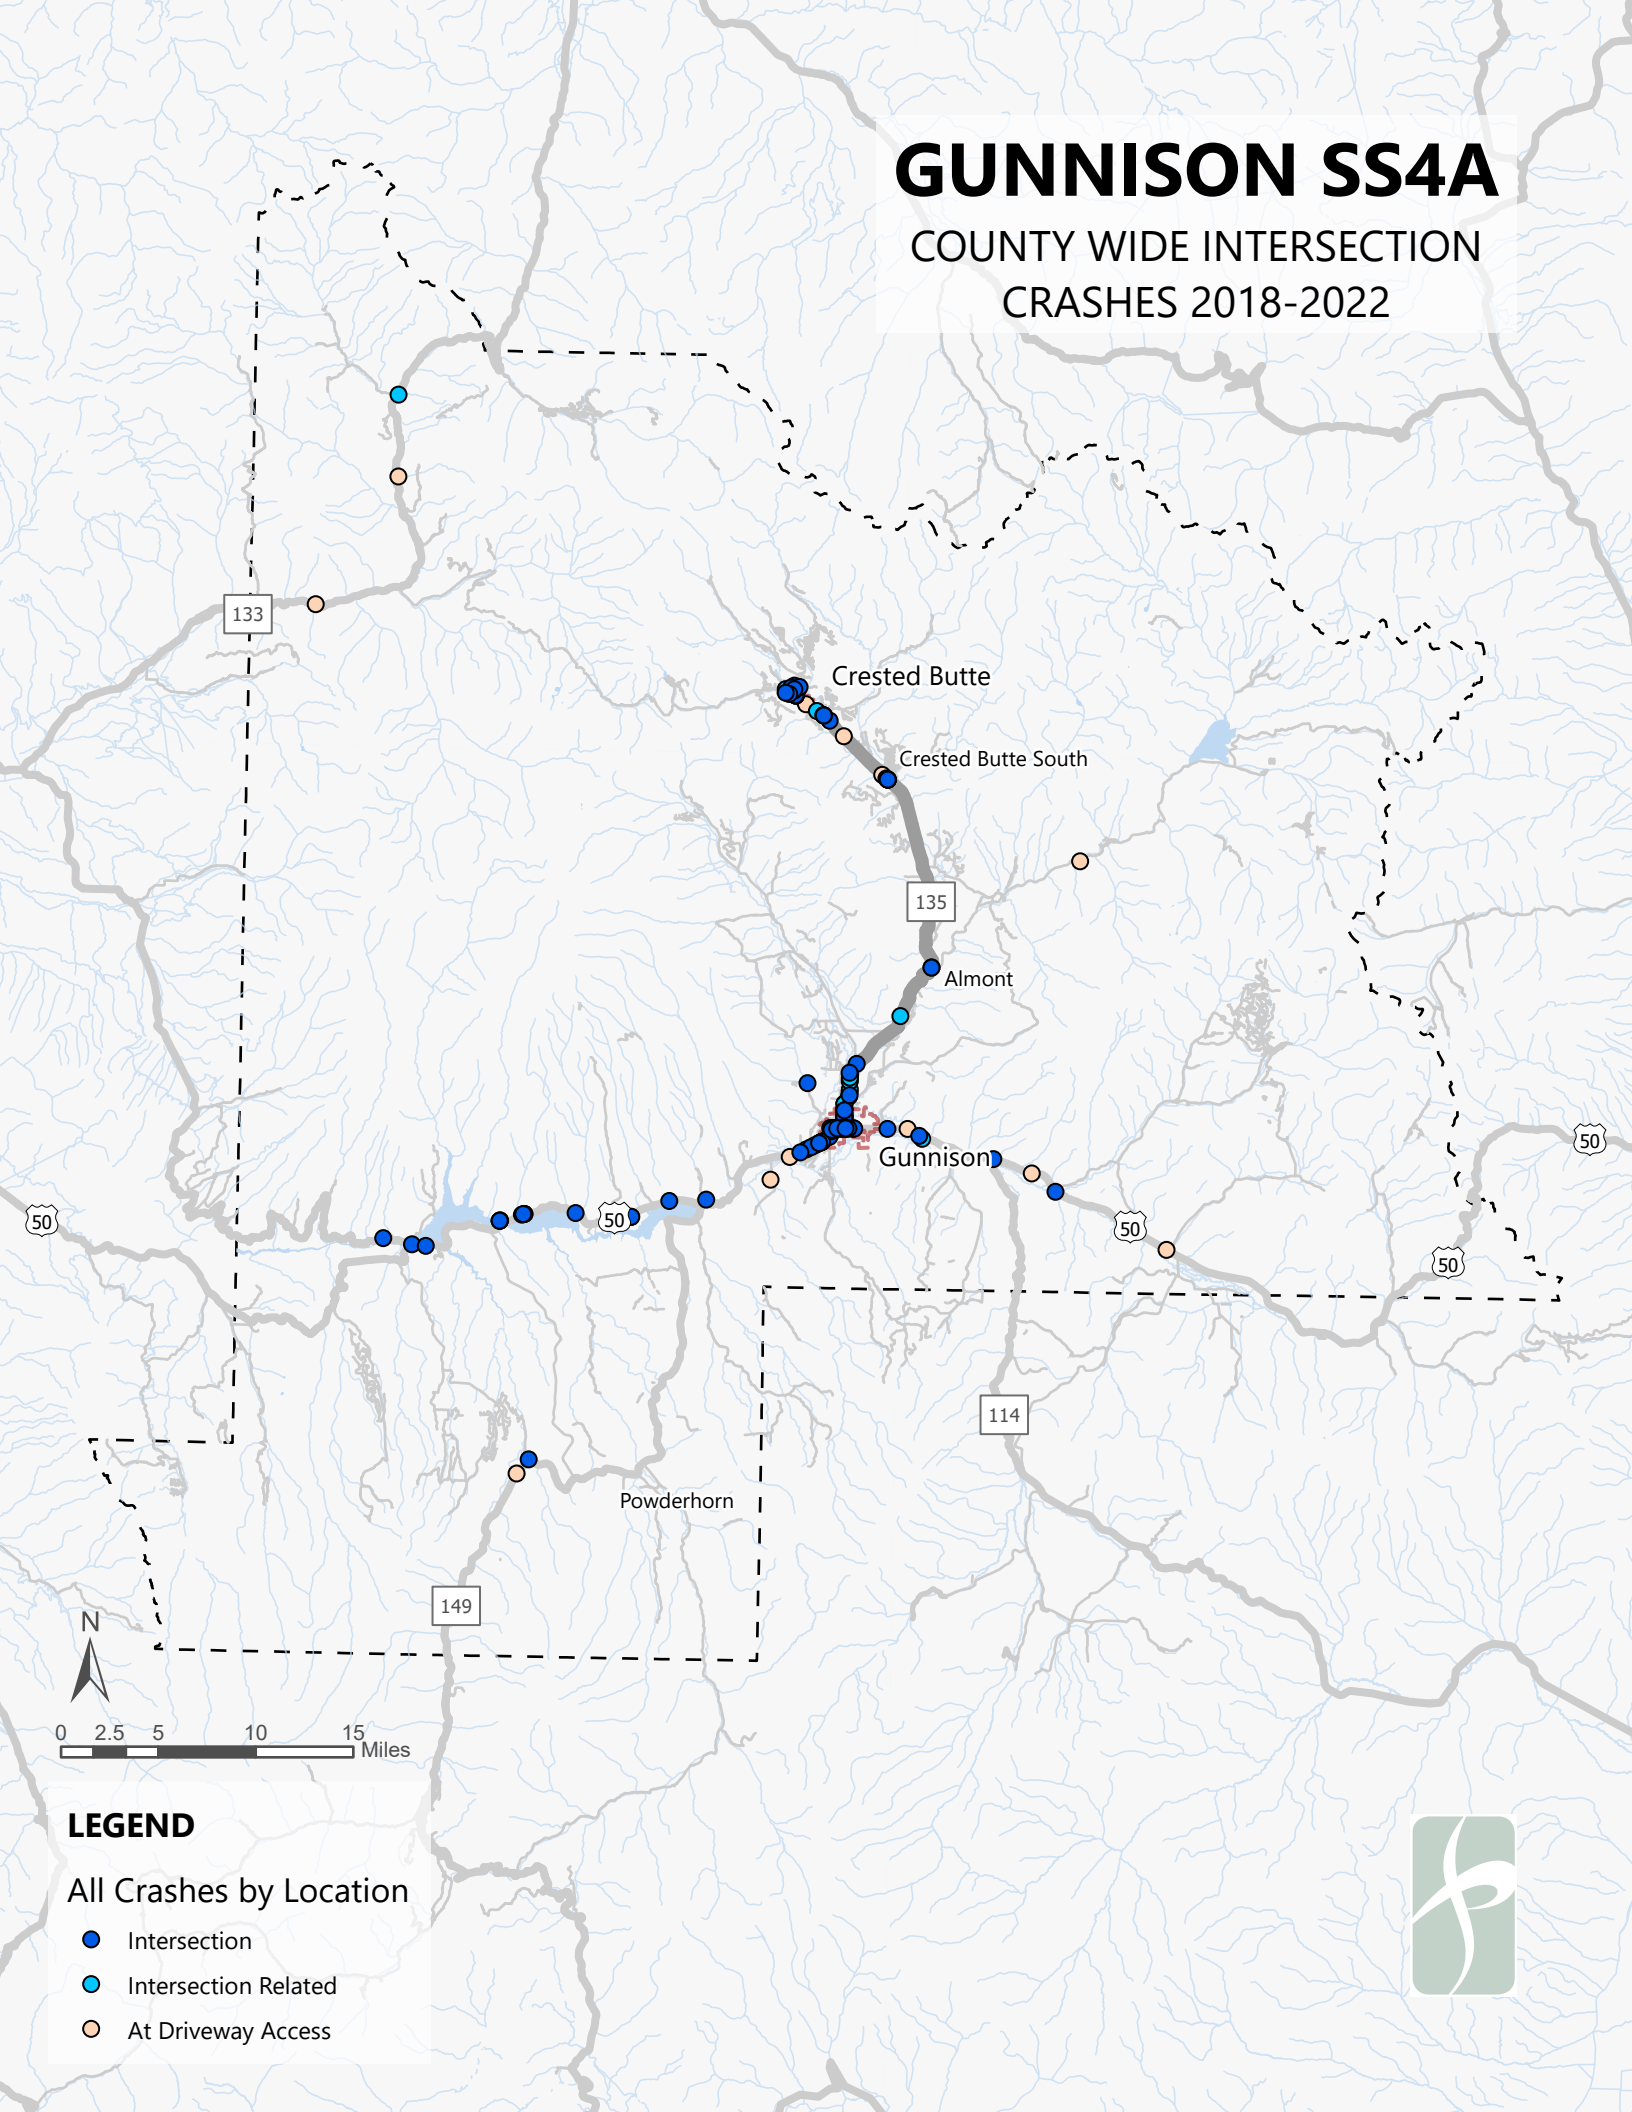 GUNNISON SS4A
COUNTY WIDE INTERSECTION
CRASHES 2018-2022
133
Crested Butte
Crested Butte South
135
Almont
Gunnison
50
50
50
50
50
114
Powderhorn
149
N
0 2.5 5 10 15
Miles
LEGEND
All Crashes by Location
Intersection
Intersection Related
At Driveway Access